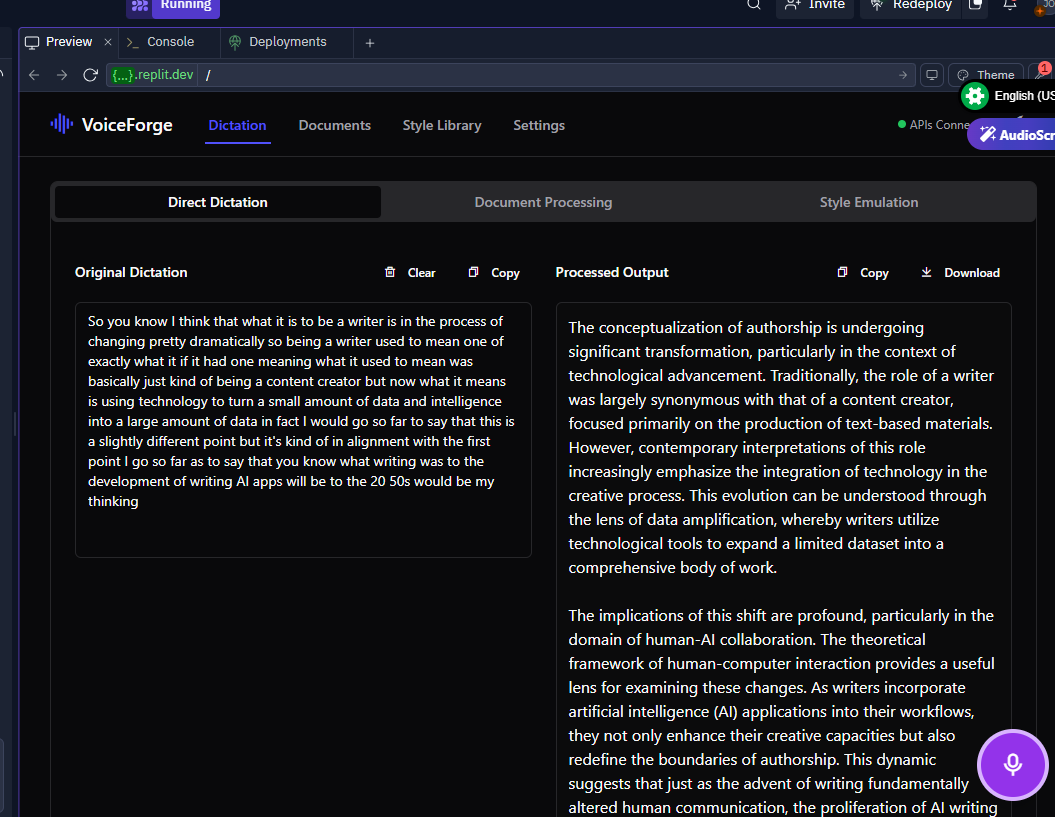 Running
Invite
Redeploy
Preview
Console
Deployments
{...}.replit.dev /
Theme
1
English (US
VoiceForge
Dictation
Documents
Style Library
Settings
APIs Conne
AudioScr
Direct Dictation
Document Processing
Style Emulation
Original Dictation
Clear
Copy
Processed Output
Copy
Download
So you know I think that what it is to be a writer is in the process of
changing pretty dramatically so being a writer used to mean one of
exactly what it if it had one meaning what it used to mean was
basically just kind of being a content creator but now what it means
is using technology to turn a small amount of data and intelligence
into a large amount of data in fact I would go so far to say that this is
a slightly different point but it's kind of in alignment with the first
point I go so far as to say that you know what writing was to the
development of writing AI apps will be to the 20 50s would be my
thinking
The conceptualization of authorship is undergoing
significant transformation, particularly in the context of
technological advancement. Traditionally, the role of a writer
was largely synonymous with that of a content creator,
focused primarily on the production of text-based materials.
However, contemporary interpretations of this role
increasingly emphasize the integration of technology in the
creative process. This evolution can be understood through
the lens of data amplification, whereby writers utilize
technological tools to expand a limited dataset into a
comprehensive body of work.
The implications of this shift are profound, particularly in the
domain of human-AI collaboration. The theoretical
framework of human-computer interaction provides a useful
lens for examining these changes. As writers incorporate
artificial intelligence (AI) applications into their workflows,
they not only enhance their creative capacities but also
redefine the boundaries of authorship. This dynamic
suggests that just as the advent of writing fundamentally
altered human communication, the proliferation of AI writing